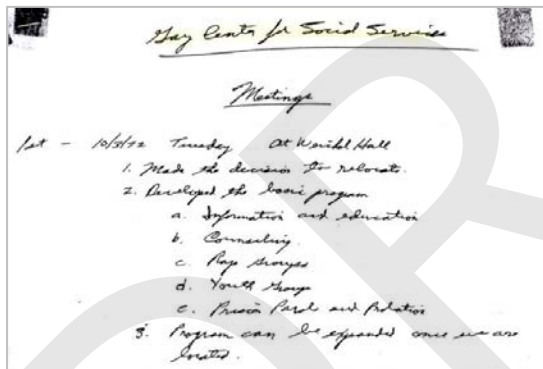 Gay Center for Social Services
Meetings
1st - 10/3/72 Tuesday At Weribel Hall
1. Made the decision to relocate.
2. Developed the basic program
a. Information and education
b. Counseling.
c. Rap Groups
d. Youth Group
e. Prison Parole and Probation
3. Program can be expanded once we are
located.